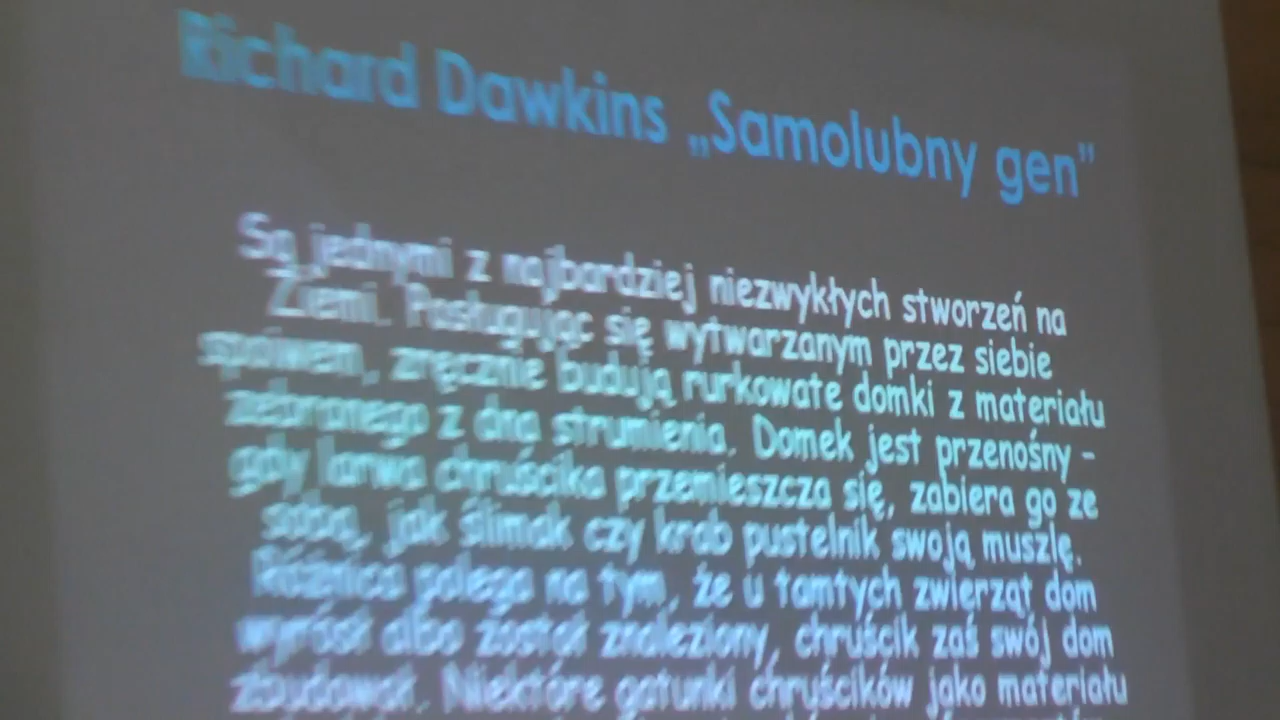 Richard Dawkins „Samolubny gen”
Są jednymi z najbardziej niezwykłych stworzeń na
Ziemi. Posługując się wytwarzanym przez siebie
spoiwem, zręcznie budują rurkowate domki z materiału
zebranego z dna strumienia. Domek jest przenośny -
gdy larwa chruścika przemieszcza się, zabiera go ze
sobą, jak ślimak czy krab pustelnik swoją muszlę.
Różnica polega na tym, że u tamtych zwierząt dom
wyrósł albo został znaleziony, chruścik zaś swój dom
zbudował. Niektóre gatunki chruścików jako materiału